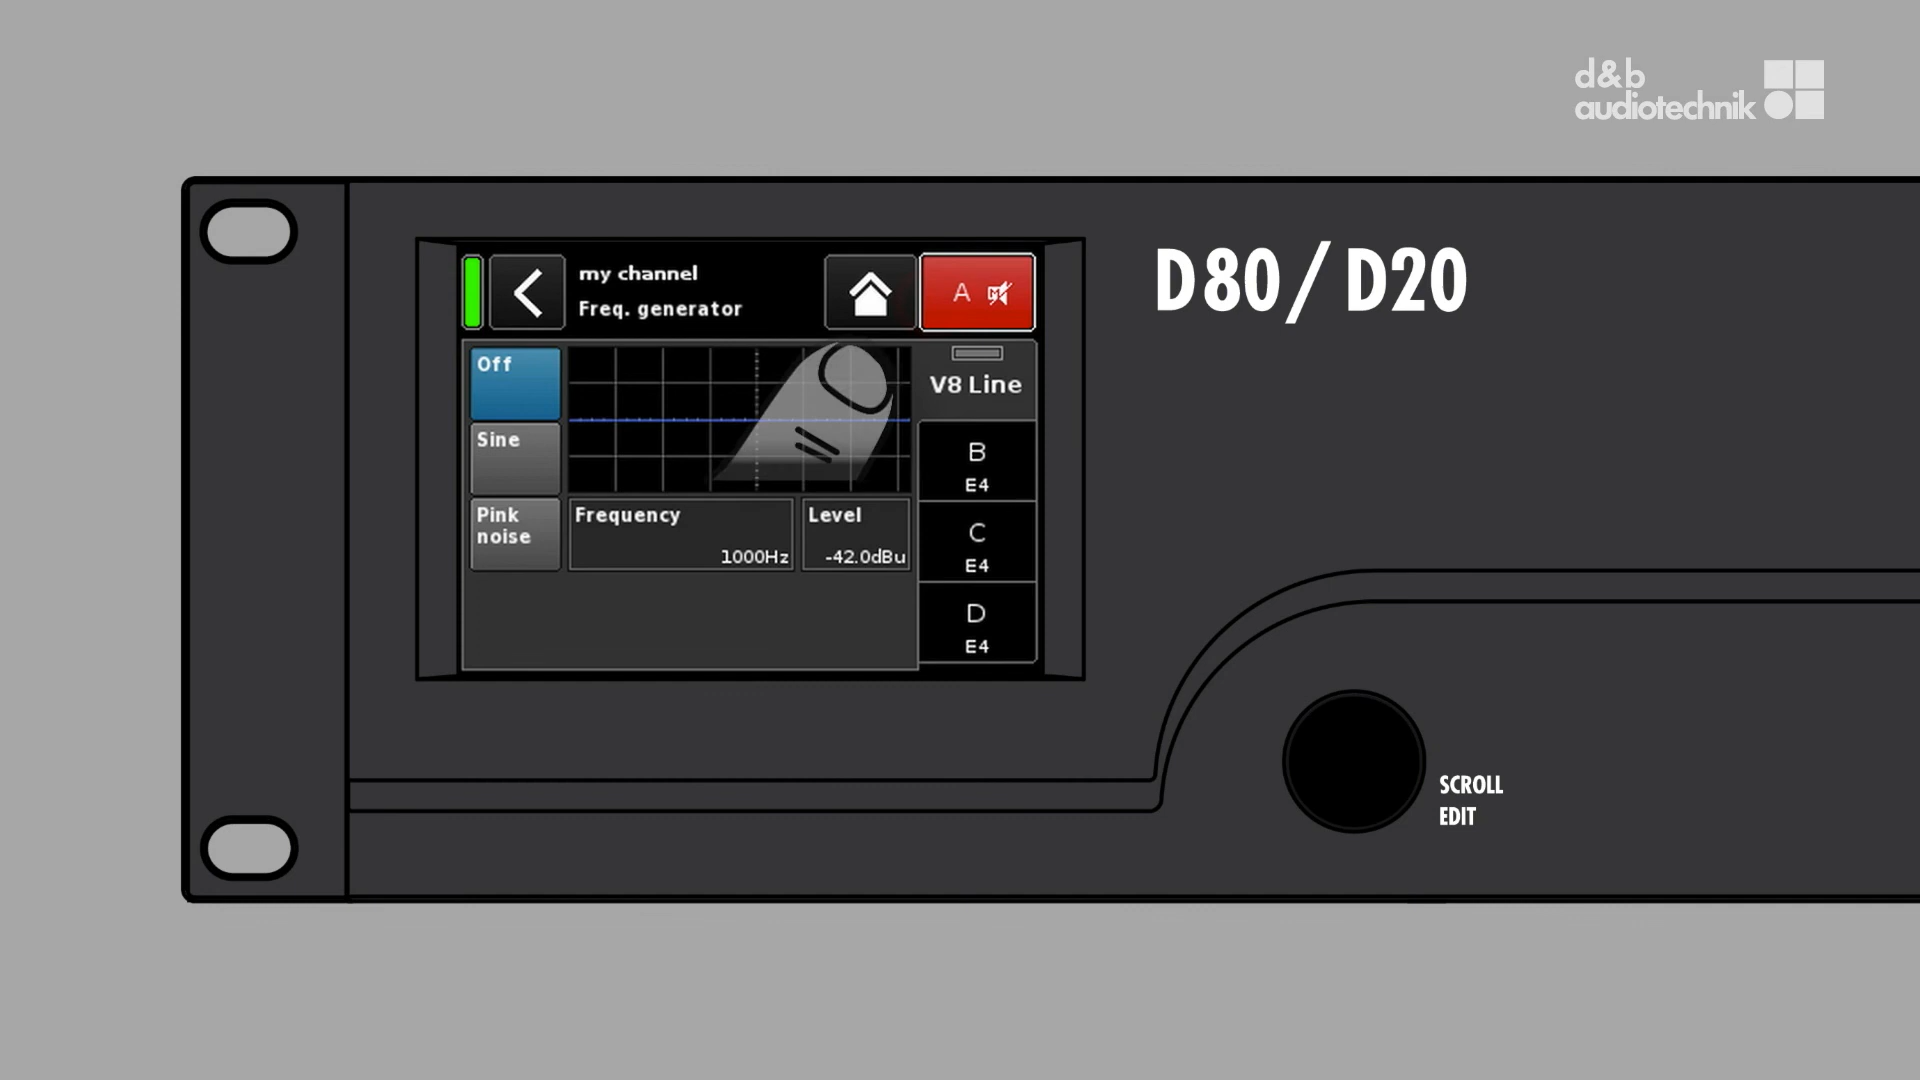 d&b
audiotechnik
D80/D20
my channel
Freq. generator
A
Off
Sine
Pink
noise
Frequency
1000Hz
Level
-42.0dBu
V8 Line
B
E4
C
E4
D
E4
SCROLL
EDIT